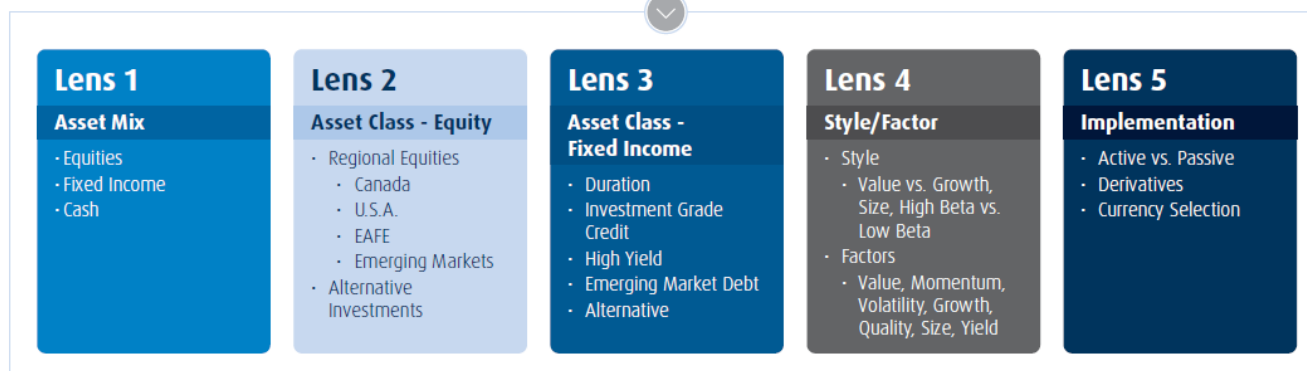 Lens 1
Asset Mix
· Equities
· Fixed Income
· Cash
Lens 2
Asset Class - Equity
· Regional Equities
· Canada
· U.S.A.
· EAFE
· Emerging Markets
· Alternative
Investments
Lens 3
Asset Class -
Fixed Income
· Duration
· Investment Grade
Credit
· High Yield
· Emerging Market Debt
· Alternative
Lens 4
Style/Factor
· Style
· Value vs. Growth,
Size, High Beta vs.
Low Beta
· Factors
· Value, Momentum,
Volatility, Growth,
Quality, Size, Yield
Lens 5
Implementation
· Active vs. Passive
· Derivatives
· Currency Selection